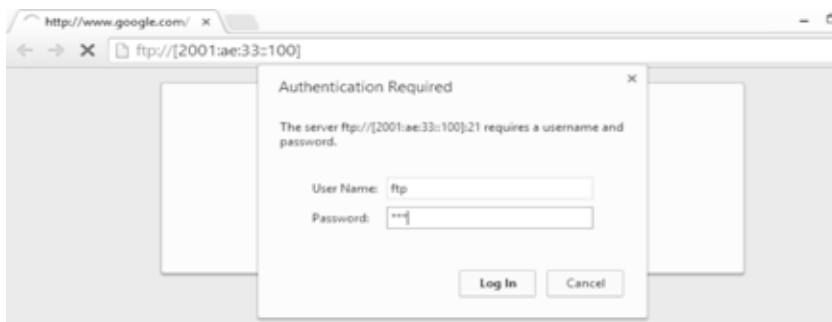 http://www.google.com/
ftp://[2001:ae:33::100]
Authentication Required
The server ftp://[2001:ae:33::100]:21 requires a username and
password.
User Name: ftp
Password: ***
Log In Cancel